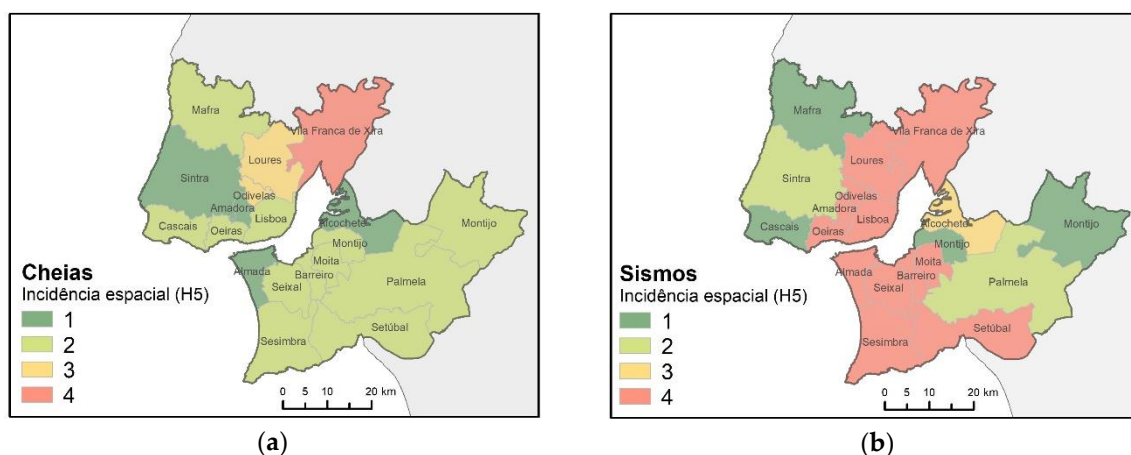 Mafra
Vila Franca de Xira
Loures
Sintra
Odivelas
Amadora
Lisboa
Cascais
Oeiras
Alcochete
Montijo
Montijo
Almada
Moita
Barreiro
Seixal
Palmela
Setúbal
Sesimbra
Cheias
Incidência espacial (H5)
1
2
3
4
0 5 10 20 km
(a)
Mafra
Vila Franca de Xira
Loures
Sintra
Odivelas
Amadora
Lisboa
Cascais
Oeiras
Alcochete
Montijo
Montijo
Almada
Moita
Barreiro
Seixal
Palmela
Setúbal
Sesimbra
Sismos
Incidência espacial (H5)
1
2
3
4
0 5 10 20 km
(b)